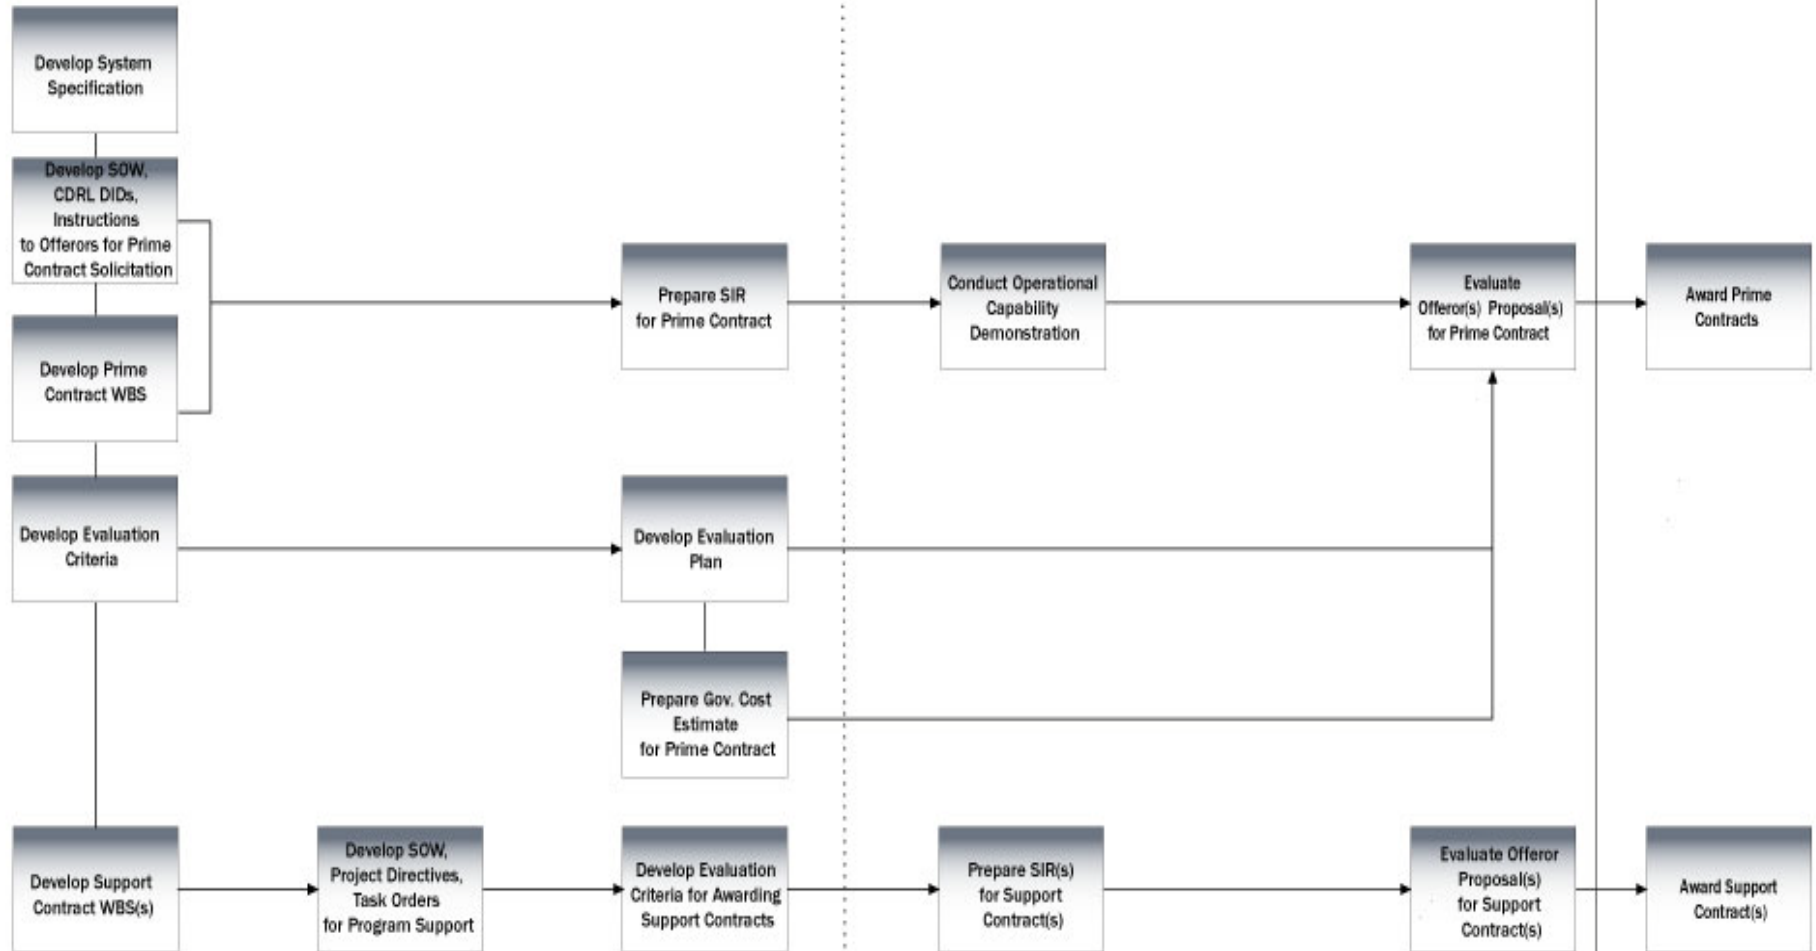 Develop System
Specification
Develop SOW,
CDRL DIDs,
Instructions
to Offerors for Prime
Contract Solicitation
Develop Prime
Contract WBS
Prepare SIR
for Prime Contract
Conduct Operational
Capability
Demonstration
Evaluate
Offeror(s) Proposal(s)
for Prime Contract
Award Prime
Contracts
Develop Evaluation
Criteria
Develop Evaluation
Plan
Prepare Gov. Cost
Estimate
for Prime Contract
Develop Support
Contract WBS(s)
Develop SOW,
Project Directives,
Task Orders
for Program Support
Develop Evaluation
Criteria for Awarding
Support Contracts
Prepare SIR(s)
for Support
Contract(s)
Evaluate Offeror
Proposal(s)
for Support
Contract(s)
Award Support
Contract(s)